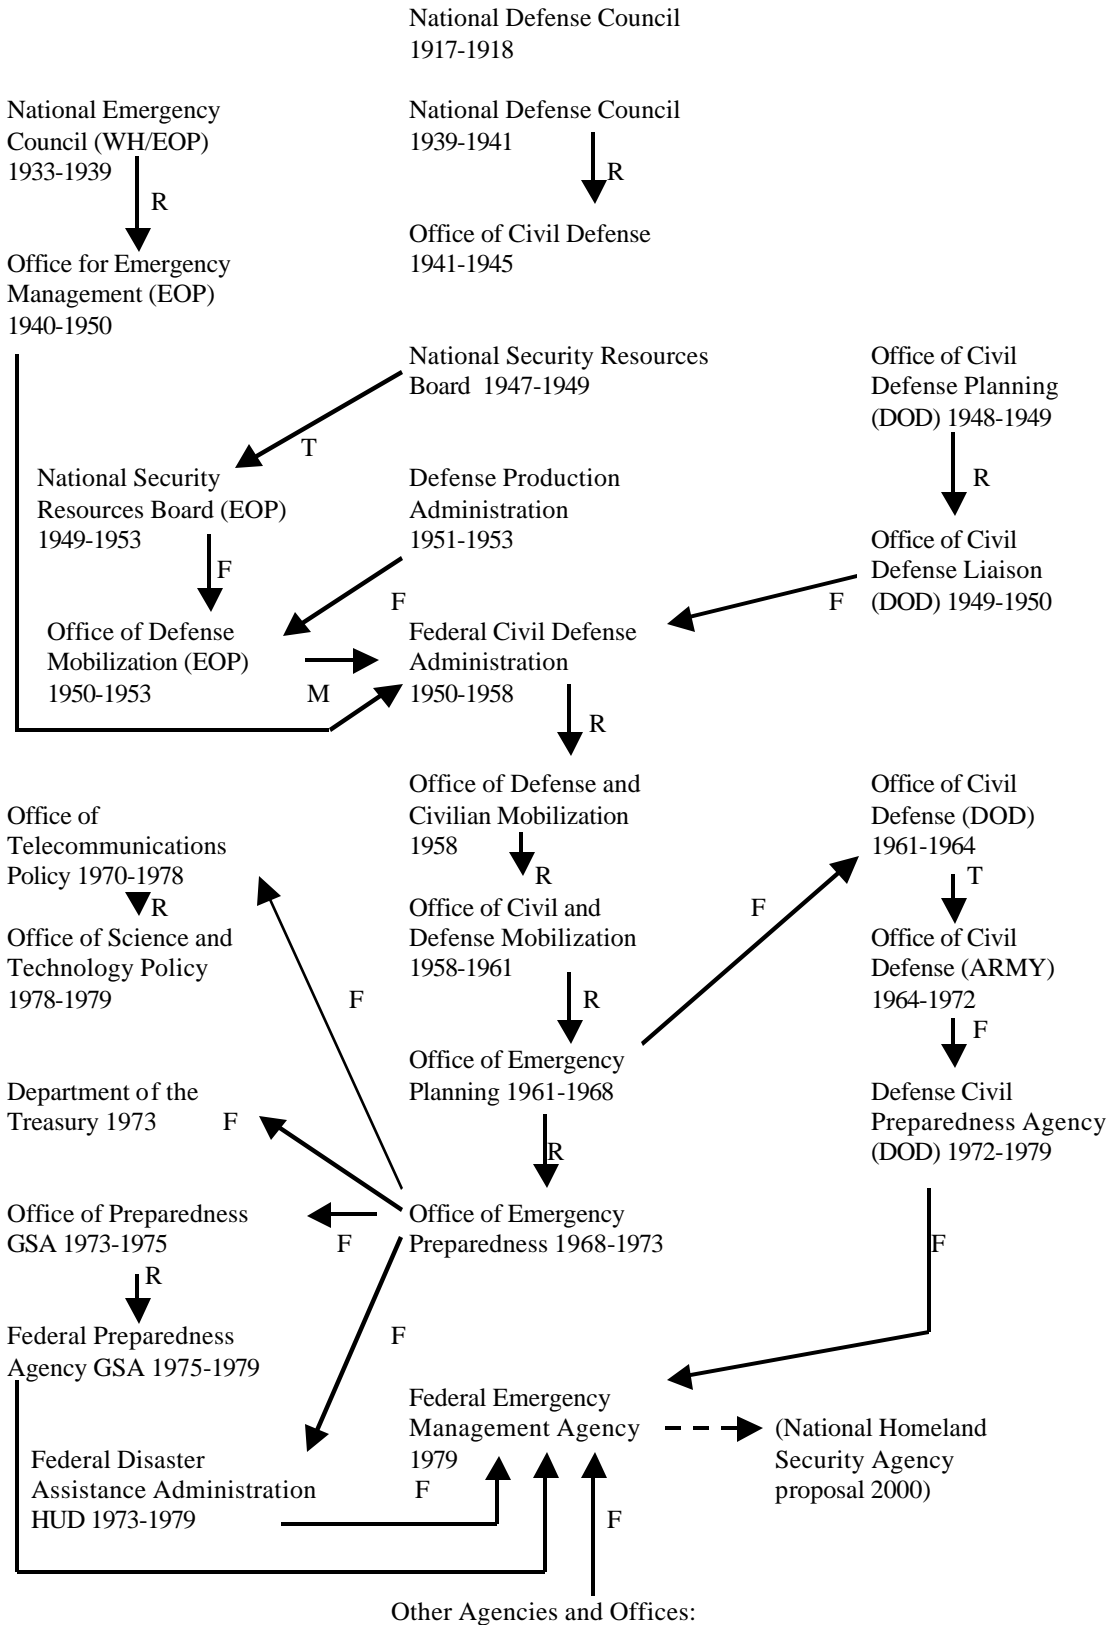 National Defense Council
1917-1918
National Emergency
Council (WH/EOP)
1933-1939
R
National Defense Council
1939-1941
R
Office for Emergency
Management (EOP)
1940-1950
Office of Civil Defense
1941-1945
National Security Resources
Board 1947-1949
T
Office of Civil
Defense Planning
(DOD) 1948-1949
R
National Security
Resources Board (EOP)
1949-1953
F
Defense Production
Administration
1951-1953
F
Office of Civil
Defense Liaison
(DOD) 1949-1950
F
Office of Defense
Mobilization (EOP)
1950-1953
M
Federal Civil Defense
Administration
1950-1958
R
Office of
Telecommunications
Policy 1970-1978
R
Office of Defense and
Civilian Mobilization
1958
R
Office of Civil
Defense (DOD)
1961-1964
T
Office of Science and
Technology Policy
1978-1979
F
Office of Civil and
Defense Mobilization
1958-1961
R
F
Office of Civil
Defense (ARMY)
1964-1972
F
Department of the
Treasury 1973
F
Office of Emergency
Planning 1961-1968
R
Defense Civil
Preparedness Agency
(DOD) 1972-1979
F
Office of Preparedness
GSA 1973-1975
F
R
Office of Emergency
Preparedness 1968-1973
F
Federal Preparedness
Agency GSA 1975-1979
Federal Emergency
Management Agency
1979
(National Homeland
Security Agency
proposal 2000)
Federal Disaster
Assistance Administration
HUD 1973-1979
F
F
Other Agencies and Offices: